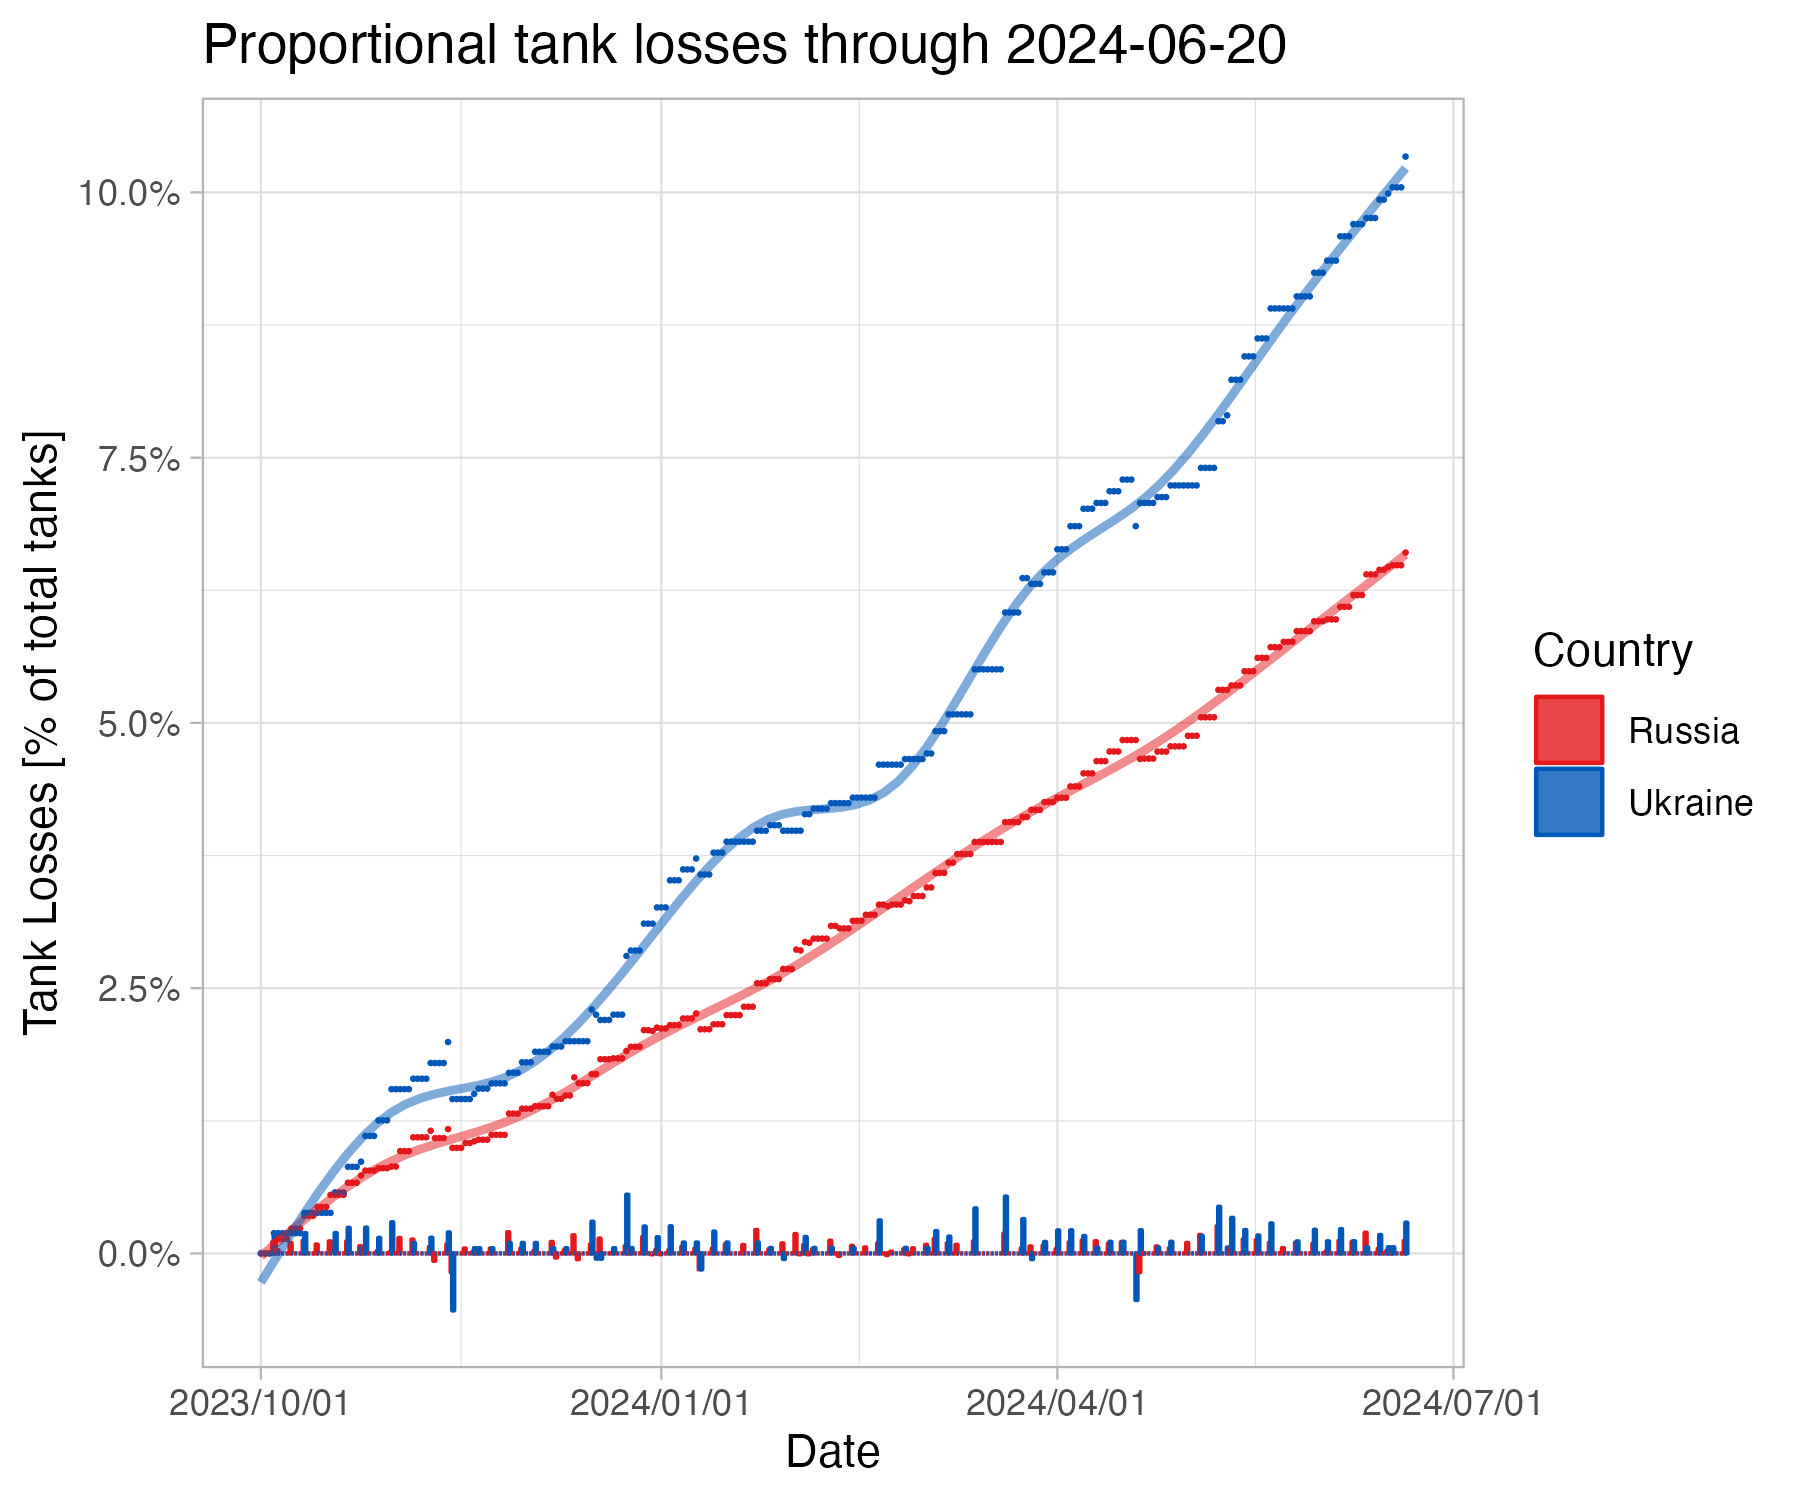 Proportional tank losses through 2024-06-20
Tank Losses [% of total tanks]
10.0%
7.5%
5.0%
2.5%
0.0%
2023/10/01
2024/01/01
2024/04/01
2024/07/01
Date
Country
Russia
Ukraine